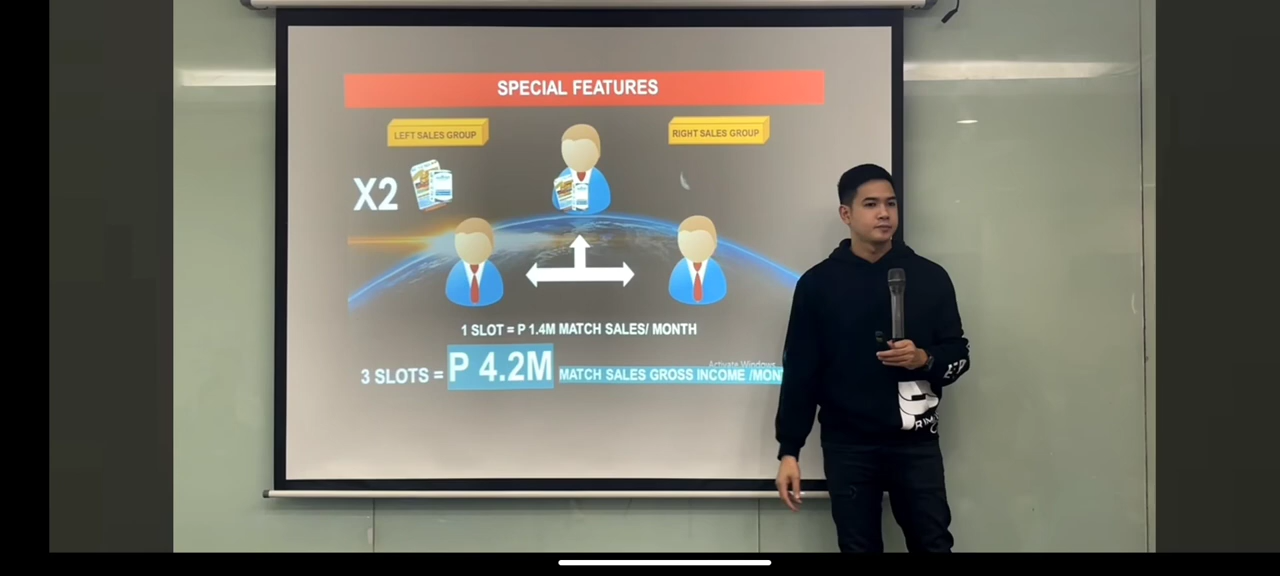 SPECIAL FEATURES
LEFT SALES GROUP
RIGHT SALES GROUP
X2
1 SLOT = P 1.4M MATCH SALES/ MONTH
Activate Windows
3 SLOTS = P 4.2M MATCH SALES GROSS INCOME /MON